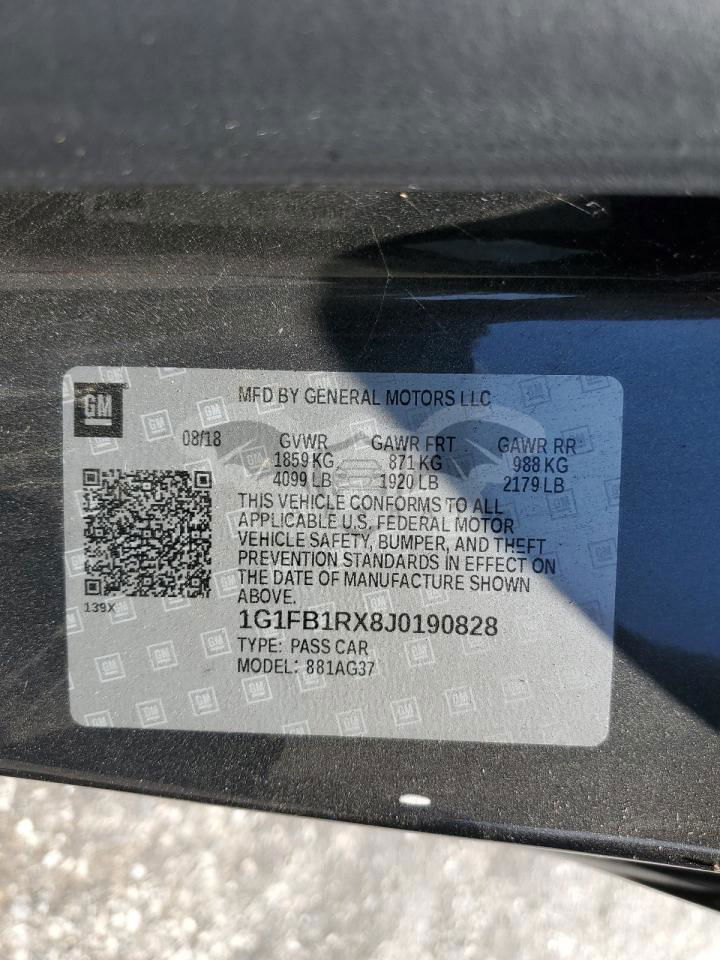 GM
MFD BY GENERAL MOTORS LLC
08/18 GVWR GAWR FRT GAWR RR
1859 KG 871 KG 988 KG
4099 LB 1920 LB 2179 LB
THIS VEHICLE CONFORMS TO ALL
APPLICABLE U.S. FEDERAL MOTOR
VEHICLE SAFETY, BUMPER, AND THEFT
PREVENTION STANDARDS IN EFFECT ON
THE DATE OF MANUFACTURE SHOWN
ABOVE.
139X
1G1FB1RX8J0190828
TYPE: PASS CAR
MODEL: 881AG37